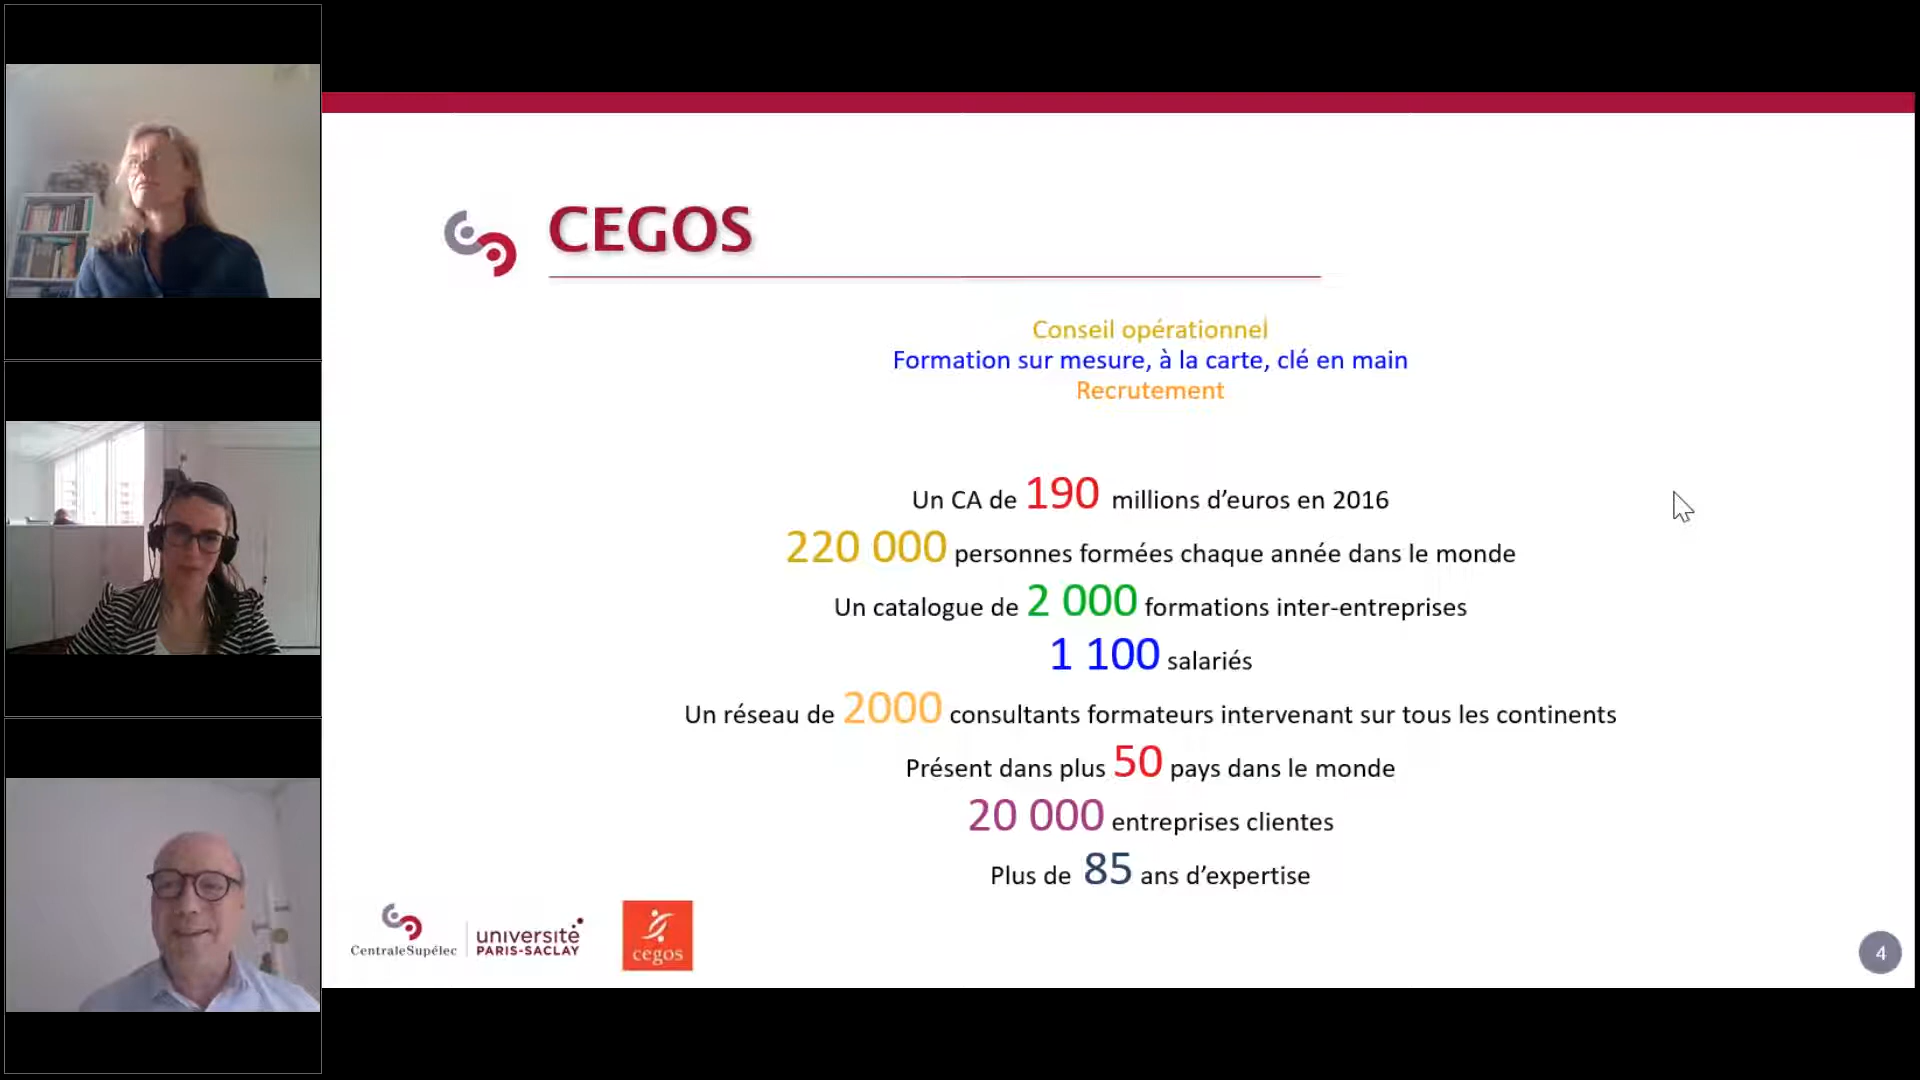 CEGOS
Conseil opérationnel
Formation sur mesure, à la carte, clé en main
Recrutement
Un CA de 190 millions d’euros en 2016
220 000 personnes formées chaque année dans le monde
Un catalogue de 2 000 formations inter-entreprises
1 100 salariés
Un réseau de 2000 consultants formateurs intervenant sur tous les continents
Présent dans plus 50 pays dans le monde
20 000 entreprises clientes
Plus de 85 ans d’expertise
CentraleSupélec
université
PARIS-SACLAY
cegos
4